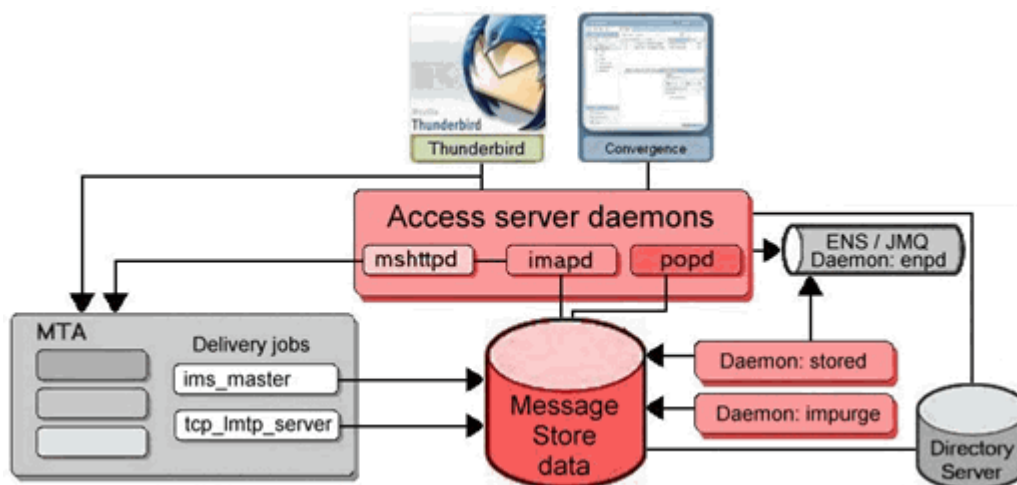 Mozilla
Thunderbird
Thunderbird
Convergence
Access server daemons
mshttpd
imapd
popd
ENS / JMQ
Daemon: enpd
MTA
Delivery jobs
ims_master
tcp_lmtp_server
Message
Store
data
Daemon: stored
Daemon: impurge
Directory
Server